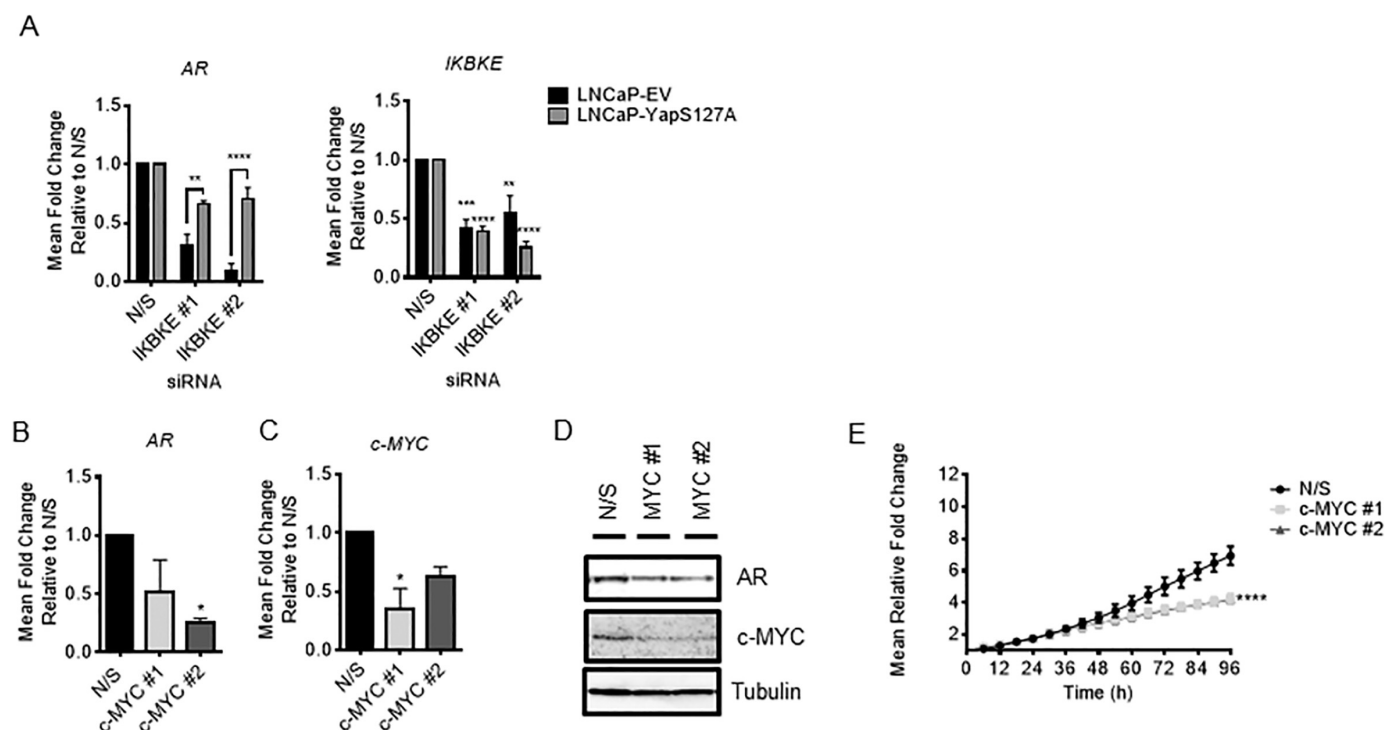 A
AR
IKBKE
LNCaP-EV
LNCaP-YapS127A
Mean Fold Change
Relative to N/S
1.5
1.0
0.5
0.0
**
****
N/S
IKBKE #1
IKBKE #2
siRNA
Mean Fold Change
Relative to N/S
1.5
1.0
0.5
0.0
***
****
**
****
N/S
IKBKE #1
IKBKE #2
siRNA
B
AR
Mean Fold Change
Relative to N/S
1.5
1.0
0.5
0.0
*
N/S
c-MYC #1
c-MYC #2
C
c-MYC
Mean Fold Change
Relative to N/S
1.5
1.0
0.5
0.0
*
N/S
c-MYC #1
c-MYC #2
D
N/S
MYC #1
MYC #2
AR
c-MYC
Tubulin
E
Mean Relative Fold Change
12
10
8
6
4
2
0 12 24 36 48 60 72 84 96
Time (h)
****
N/S
c-MYC #1
c-MYC #2